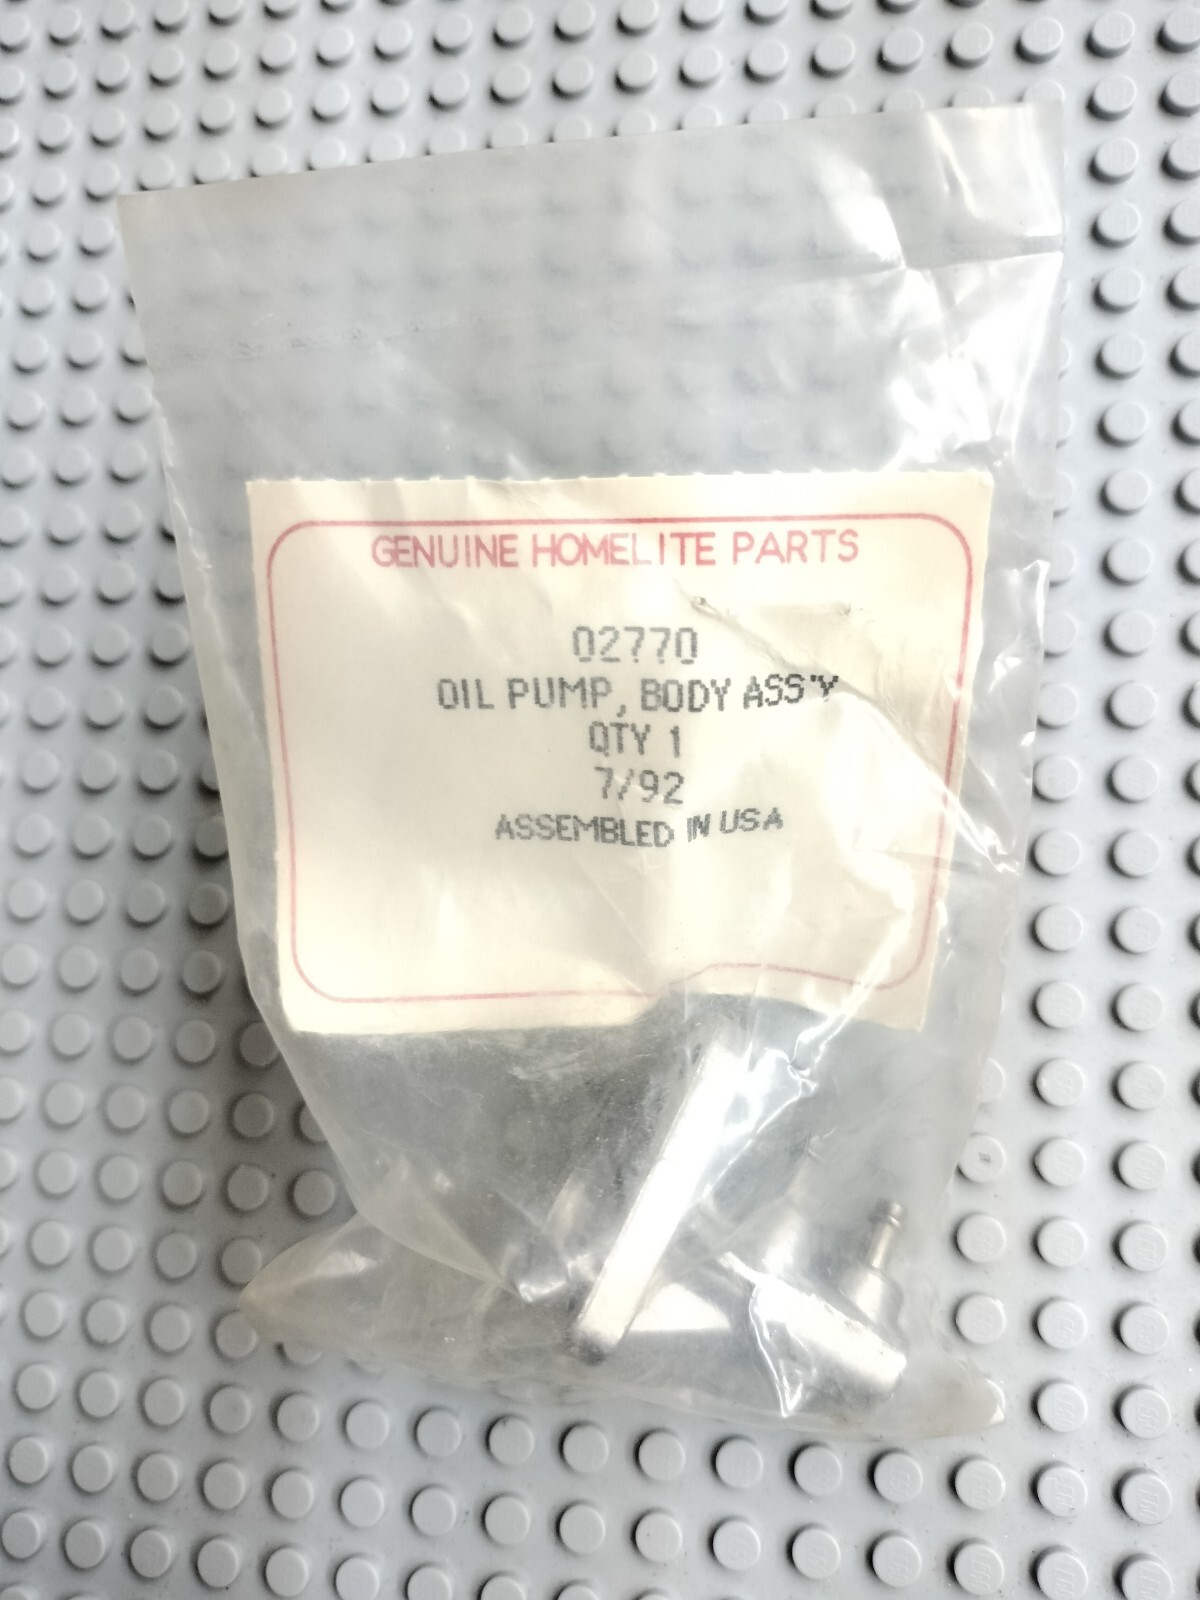 GENUINE HOMELITE PARTS
02770
OIL PUMP, BODY ASS'Y
QTY 1
7/92
ASSEMBLED IN USA